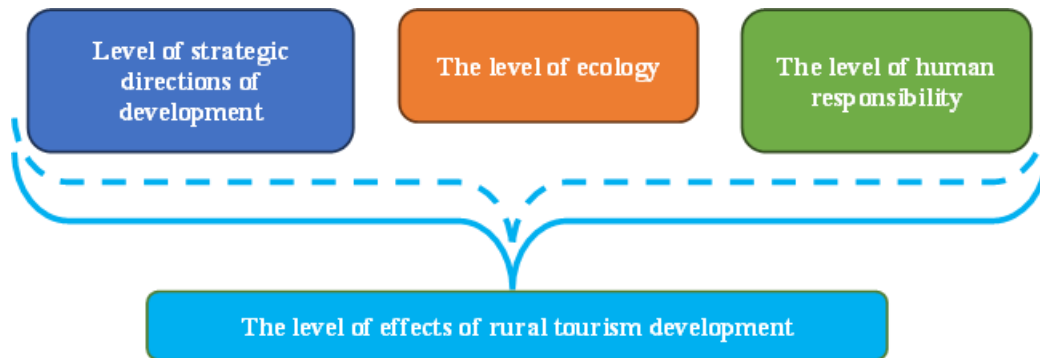 Level of strategic
directions of
development
The level of ecology
The level of human
responsibility
The level of effects of rural tourism development